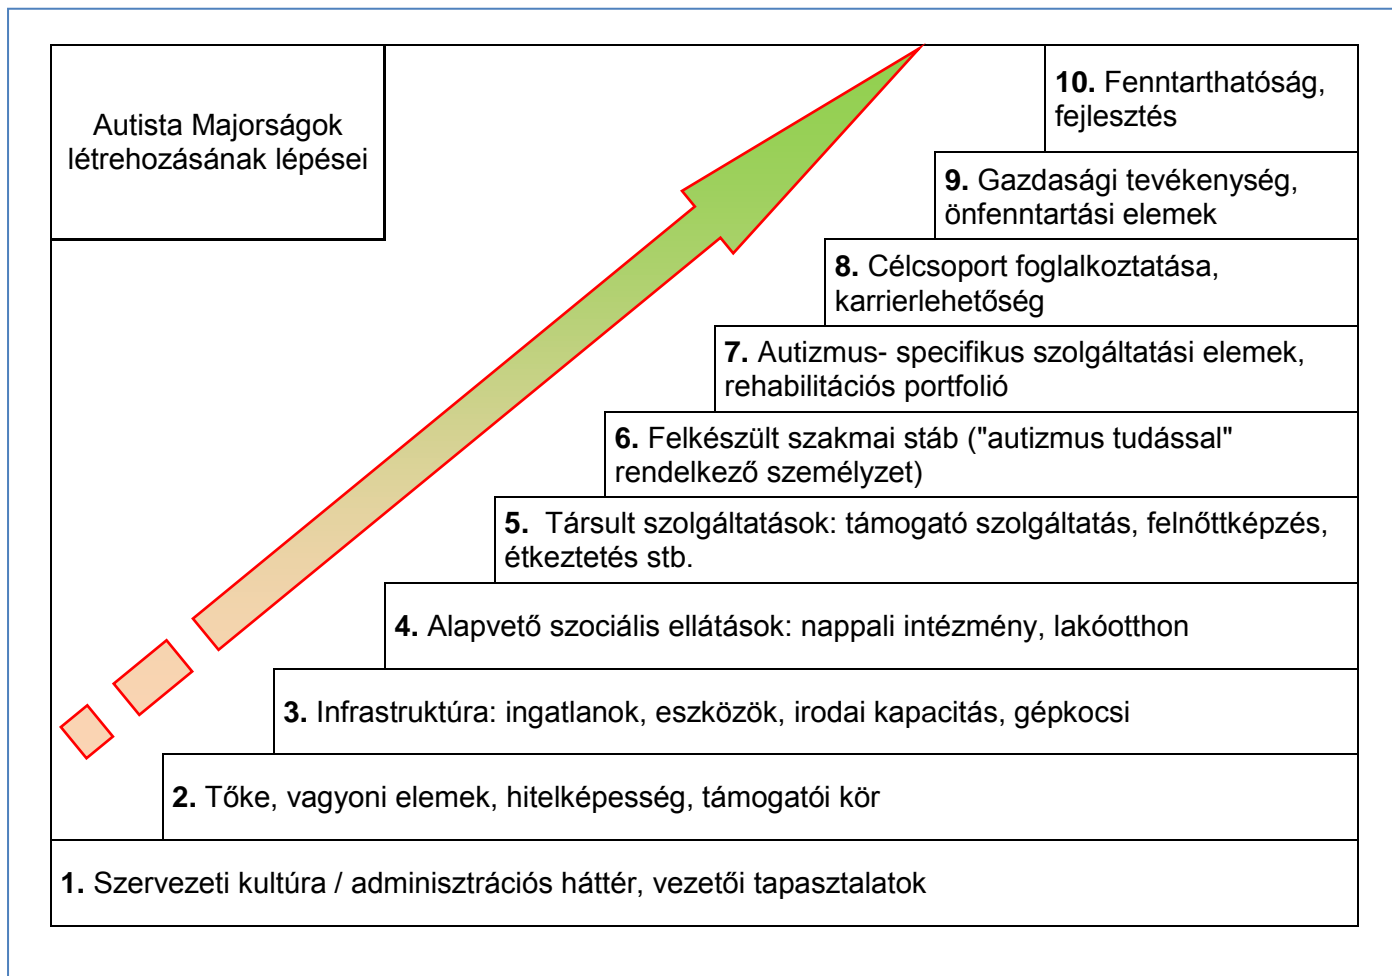 Autista Majorságok
létrehozásának lépései
10. Fenntarthatóság,
fejlesztés
9. Gazdasági tevékenység,
önfenntartási elemek
8. Célcsoport foglalkoztatása,
karrierlehetőség
7. Autizmus- specifikus szolgáltatási elemek,
rehabilitációs portfolió
6. Felkészült szakmai stáb ("autizmus tudással"
rendelkező személyzet)
5. Társult szolgáltatások: támogató szolgáltatás, felnőttképzés,
étkeztetés stb.
4. Alapvető szociális ellátások: nappali intézmény, lakóotthon
3. Infrastruktúra: ingatlanok, eszközök, irodai kapacitás, gépkocsi
2. Tőke, vagyoni elemek, hitelképesség, támogatói kör
1. Szervezeti kultúra / adminisztrációs háttér, vezetői tapasztalatok